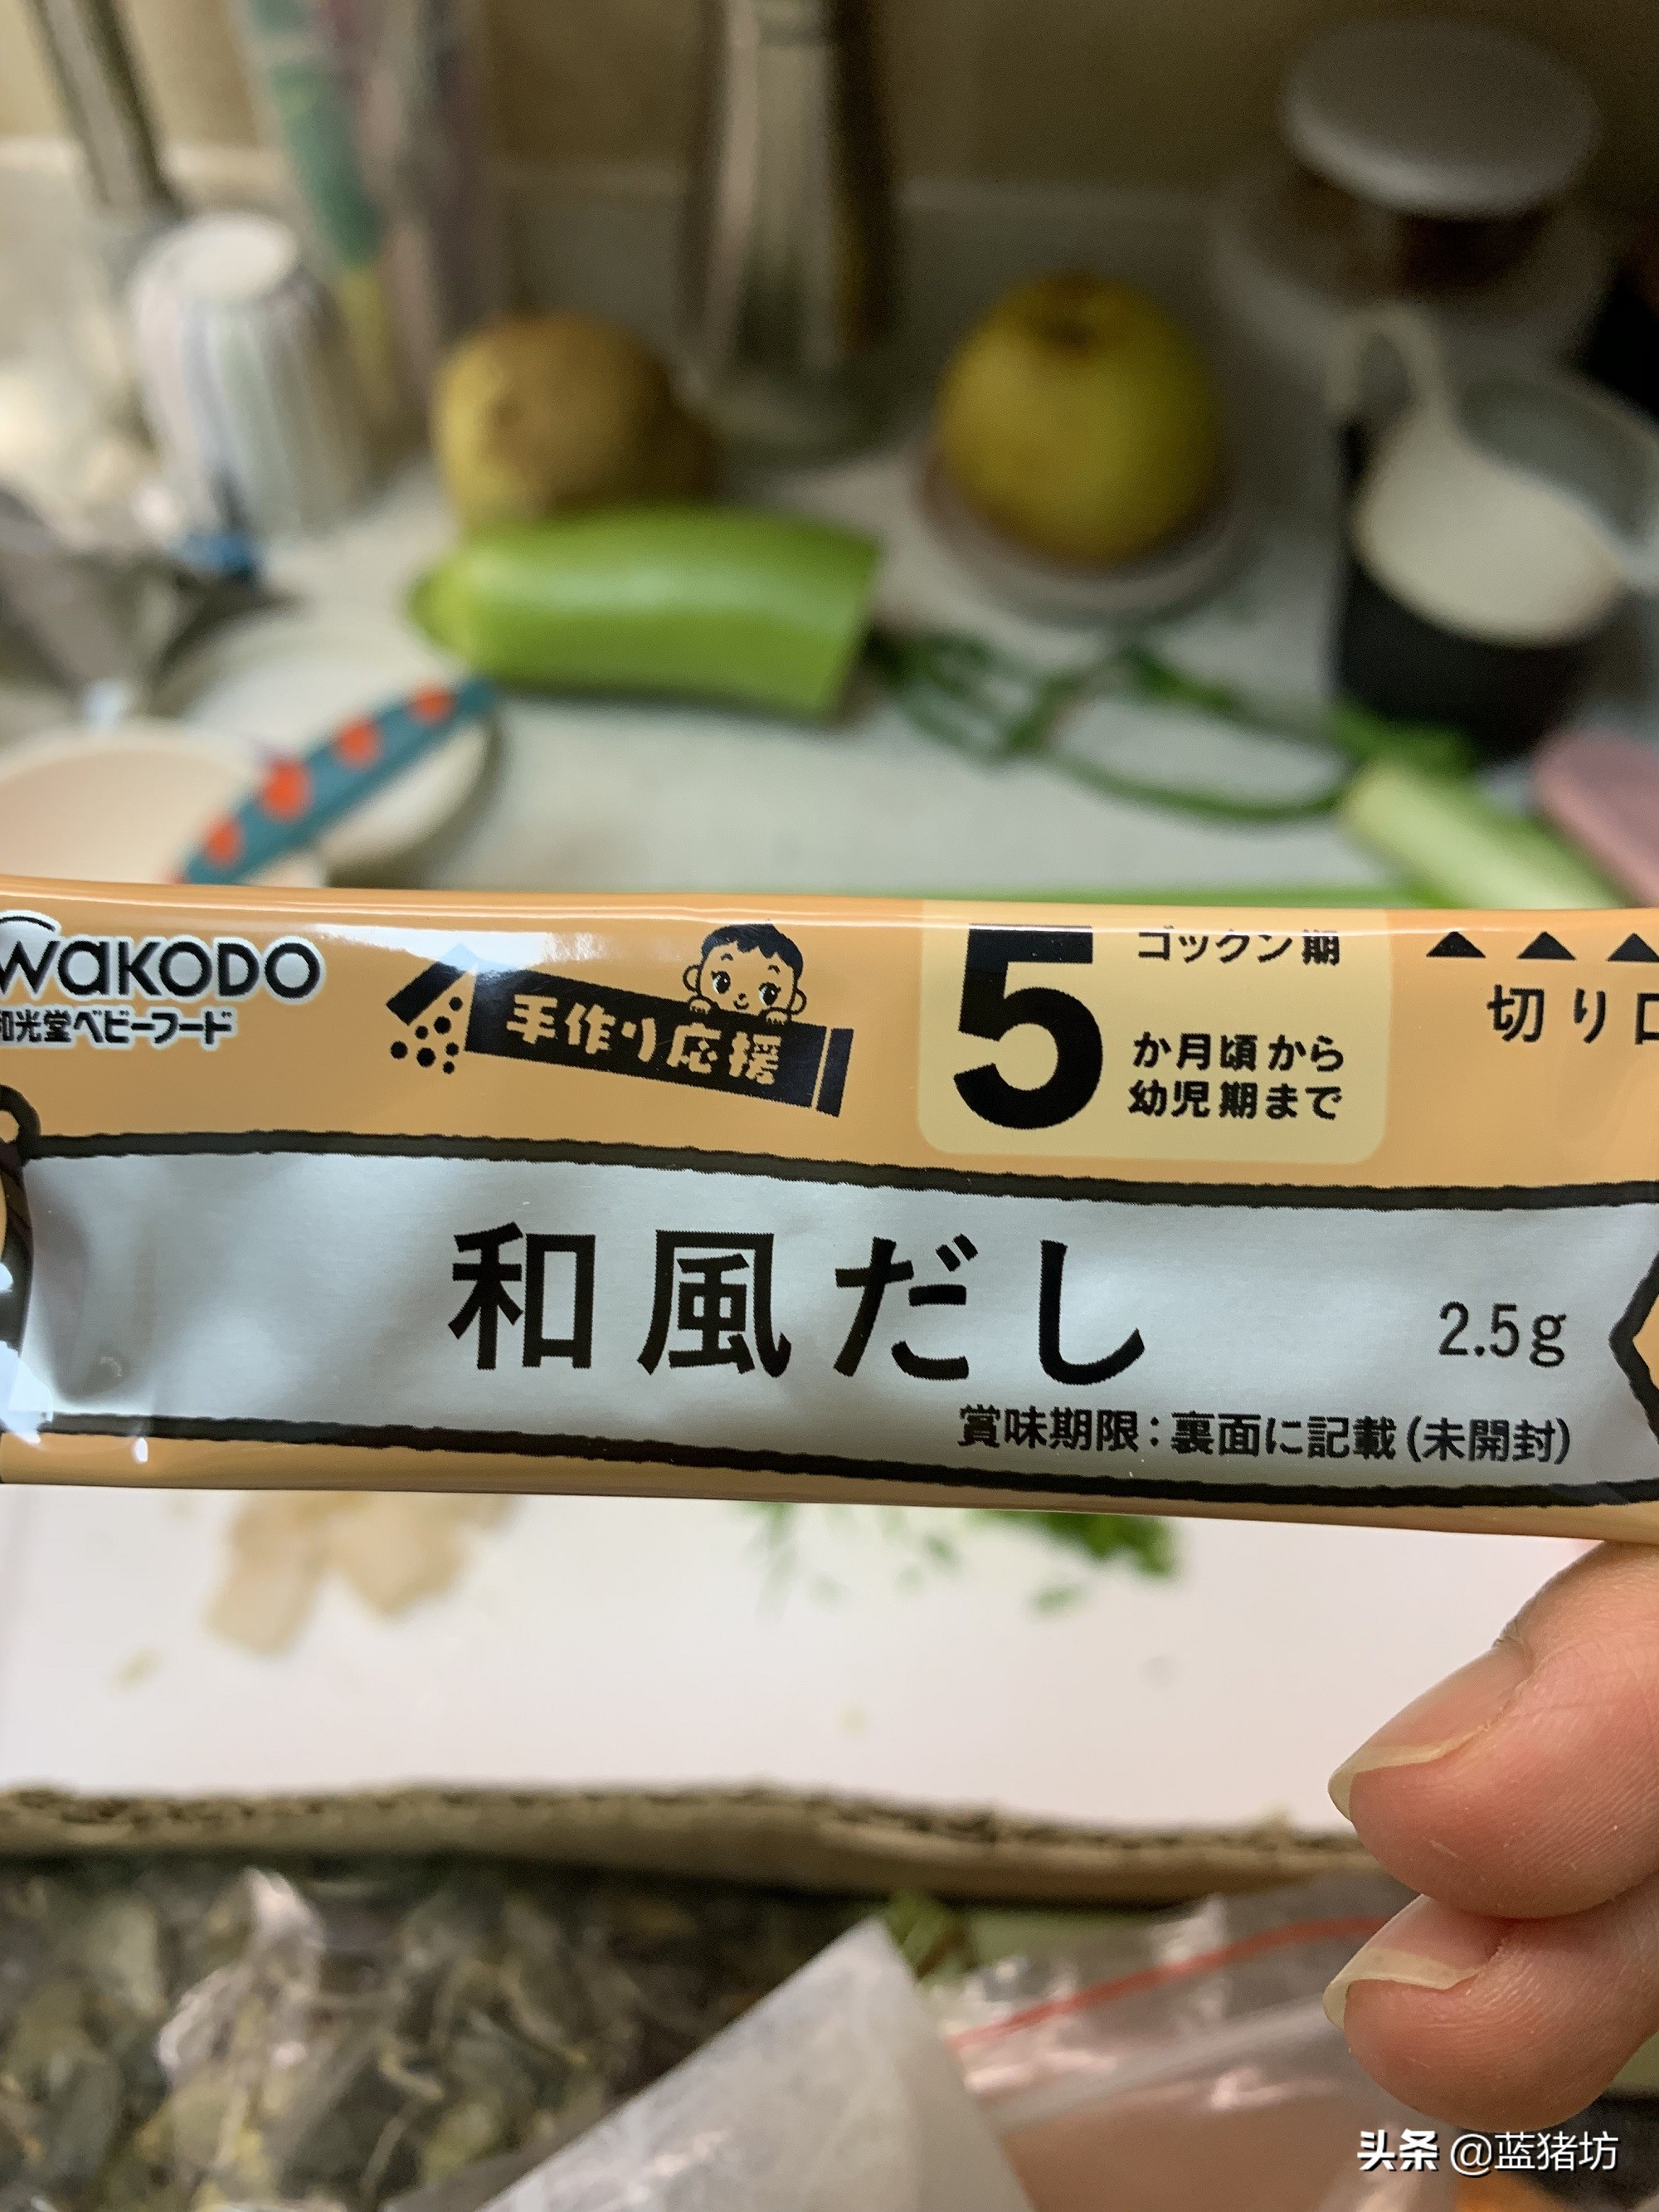 WAKODO
和光堂ベビーフード
手作り応援
5
ゴックン期
か月頃から
幼児期まで
切り口
和風だし
2.5g
賞味期限：裏面に記載(未開封)
头条 @蓝猪坊